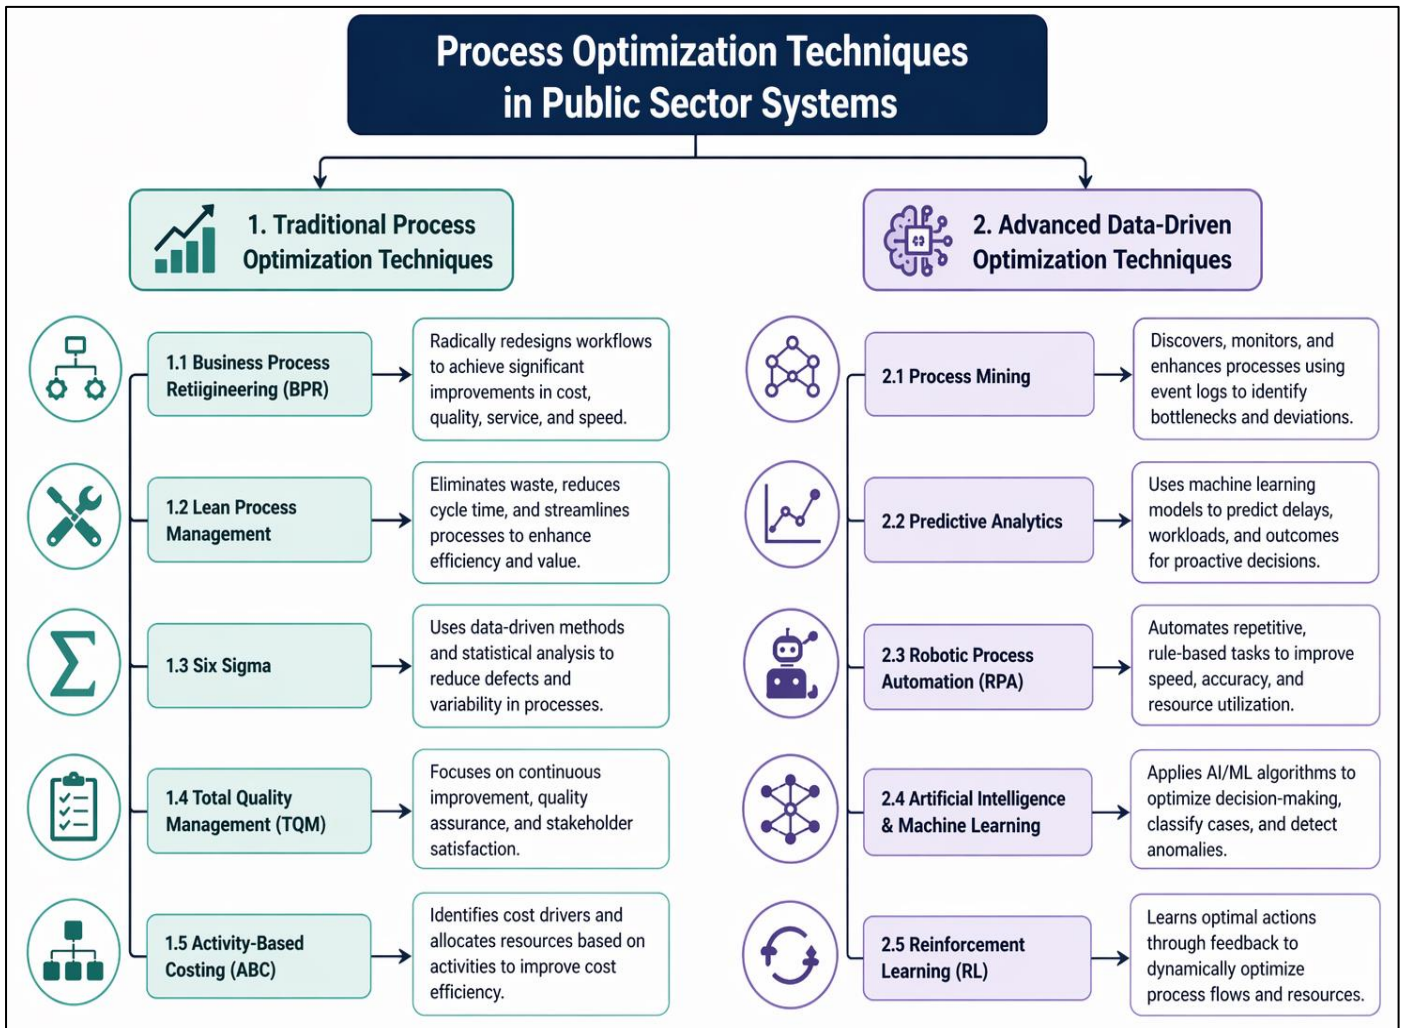 Process Optimization Techniques
in Public Sector Systems
1. Traditional Process
Optimization Techniques
1.1 Business Process
Retiigineering (BPR)
Radically redesigns workflows
to achieve significant
improvements in cost,
quality, service, and speed.
1.2 Lean Process
Management
Eliminates waste, reduces
cycle time, and streamlines
processes to enhance
efficiency and value.
1.3 Six Sigma
Uses data-driven methods
and statistical analysis to
reduce defects and
variability in processes.
1.4 Total Quality
Management (TQM)
Focuses on continuous
improvement, quality
assurance, and stakeholder
satisfaction.
1.5 Activity-Based
Costing (ABC)
Identifies cost drivers and
allocates resources based on
activities to improve cost
efficiency.
2. Advanced Data-Driven
Optimization Techniques
2.1 Process Mining
Discovers, monitors, and
enhances processes using
event logs to identify
bottlenecks and deviations.
2.2 Predictive Analytics
Uses machine learning
models to predict delays,
workloads, and outcomes
for proactive decisions.
2.3 Robotic Process
Automation (RPA)
Automates repetitive,
rule-based tasks to improve
speed, accuracy, and
resource utilization.
2.4 Artificial Intelligence
& Machine Learning
Applies AI/ML algorithms to
optimize decision-making,
classify cases, and detect
anomalies.
2.5 Reinforcement
Learning (RL)
Learns optimal actions
through feedback to
dynamically optimize
process flows and resources.